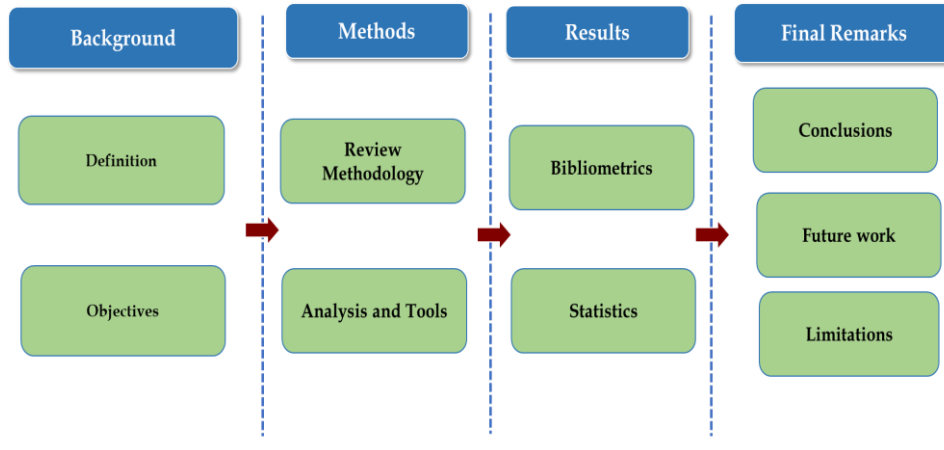 Background
Definition
Objectives
Methods
Review
Methodology
Analysis and Tools
Results
Bibliometrics
Statistics
Final Remarks
Conclusions
Future work
Limitations